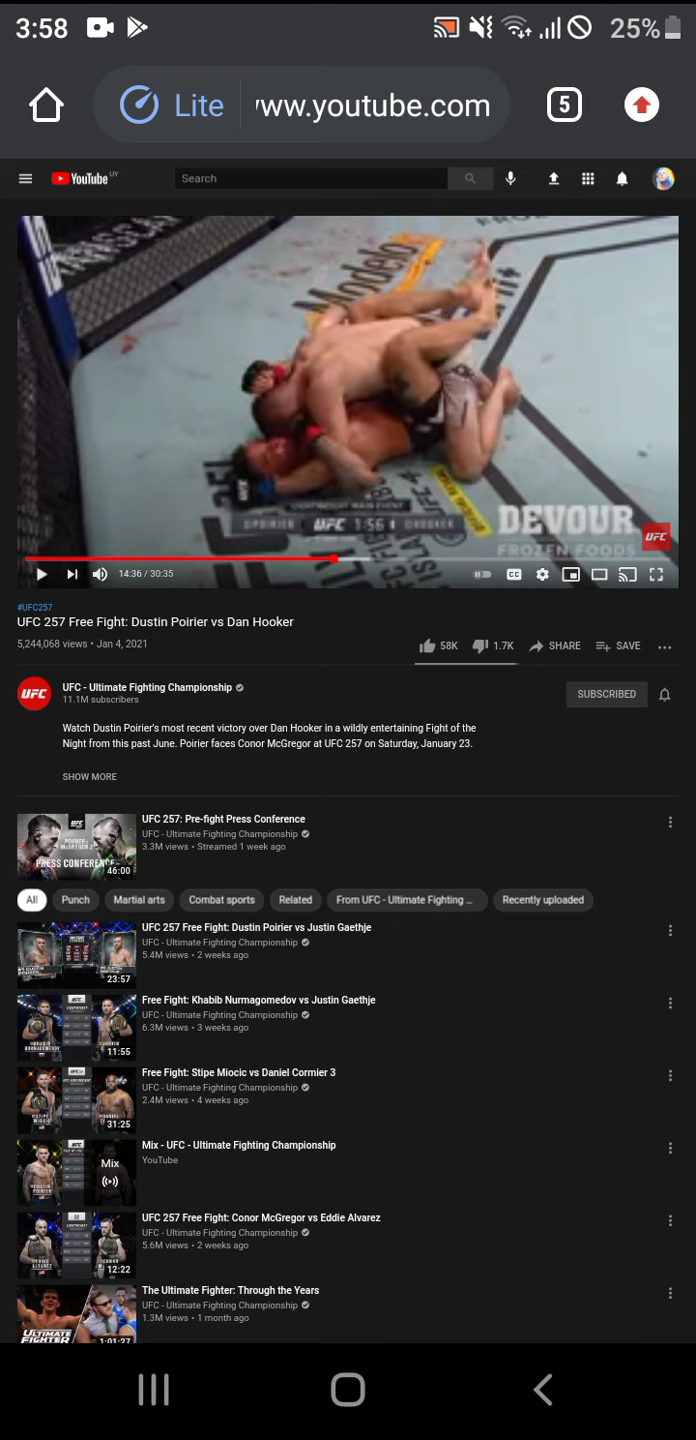 3:58
25%
Lite
www.youtube.com
5
YouTube UY
Search
Modelo
LIGHTWEIGHT MAIN EVENT
DPOIRIER UFC 1:56 DHOOKER
DEVOUR
FROZEN FOODS
UFC
14:36 / 30:35
CC
#UFC257
UFC 257 Free Fight: Dustin Poirier vs Dan Hooker
5,244,068 views • Jan 4, 2021
58K 1.7K SHARE SAVE
UFC
UFC - Ultimate Fighting Championship
11.1M subscribers
SUBSCRIBED
Watch Dustin Poirier's most recent victory over Dan Hooker in a wildly entertaining Fight of the
Night from this past June. Poirier faces Conor McGregor at UFC 257 on Saturday, January 23.
SHOW MORE
PRESS CONFERENCE
46:00
UFC 257: Pre-fight Press Conference
UFC - Ultimate Fighting Championship
3.3M views • Streamed 1 week ago
All Punch Martial arts Combat sports Related From UFC - Ultimate Fighting ... Recently uploaded
23:57
UFC 257 Free Fight: Dustin Poirier vs Justin Gaethje
UFC - Ultimate Fighting Championship
5.4M views • 2 weeks ago
11:55
Free Fight: Khabib Nurmagomedov vs Justin Gaethje
UFC - Ultimate Fighting Championship
6.3M views • 3 weeks ago
31:25
Free Fight: Stipe Miocic vs Daniel Cormier 3
UFC - Ultimate Fighting Championship
2.4M views • 4 weeks ago
Mix
Mix - UFC - Ultimate Fighting Championship
YouTube
12:22
UFC 257 Free Fight: Conor McGregor vs Eddie Alvarez
UFC - Ultimate Fighting Championship
5.6M views • 2 weeks ago
ULTIMATE
FIGHTER
1:01:27
The Ultimate Fighter: Through the Years
UFC - Ultimate Fighting Championship
1.3M views • 1 month ago